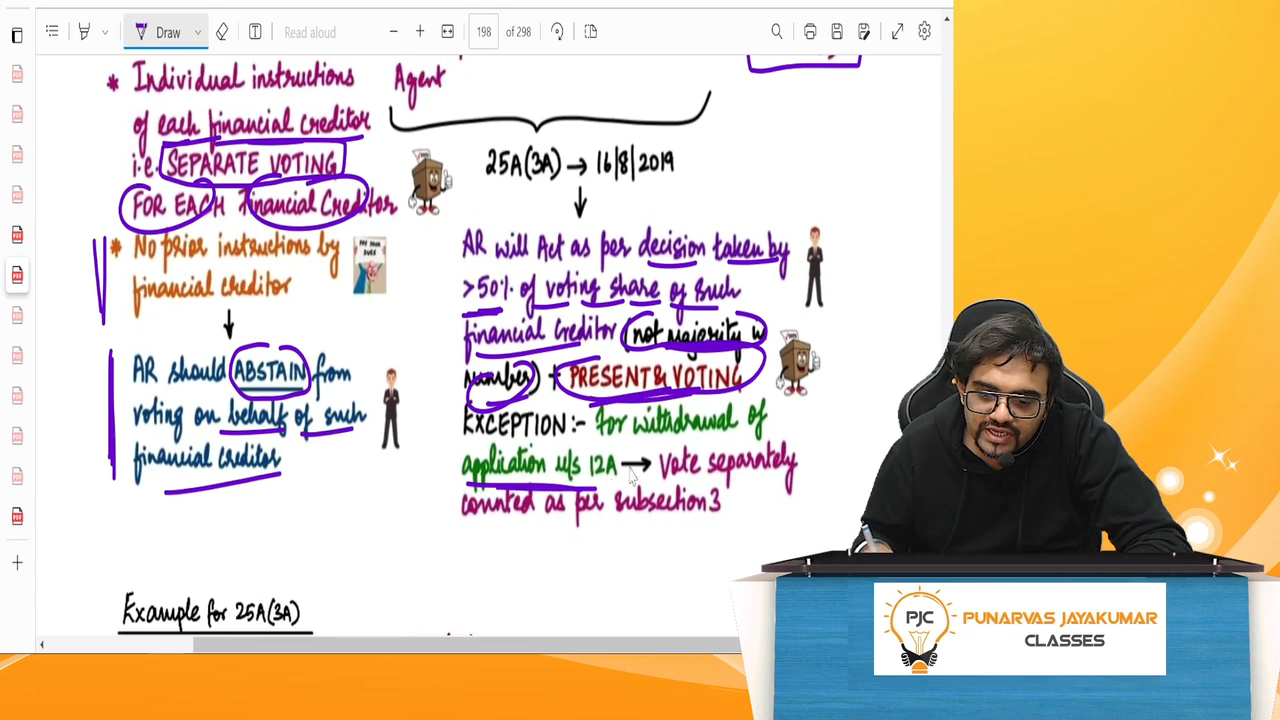 Draw
Read aloud
198
of 298
* Individual instructions
of each financial creditor
i.e. SEPARATE VOTING
FOR EACH Financial Creditor
* No prior instructions by
financial creditor
AR should ABSTAIN from
voting on behalf of such
financial creditor
Agent
25A(3A) → 16/8/2019
AR will Act as per decision taken by
>50% of voting share of such
financial Creditor (not majority in
number) + PRESENT & VOTING
EXCEPTION:- For withdrawal of
application u/s 12A → Vote separately
counted as per subsection 3
Example for 25A(3A)
PJC
PUNARVAS JAYAKUMAR
CLASSES